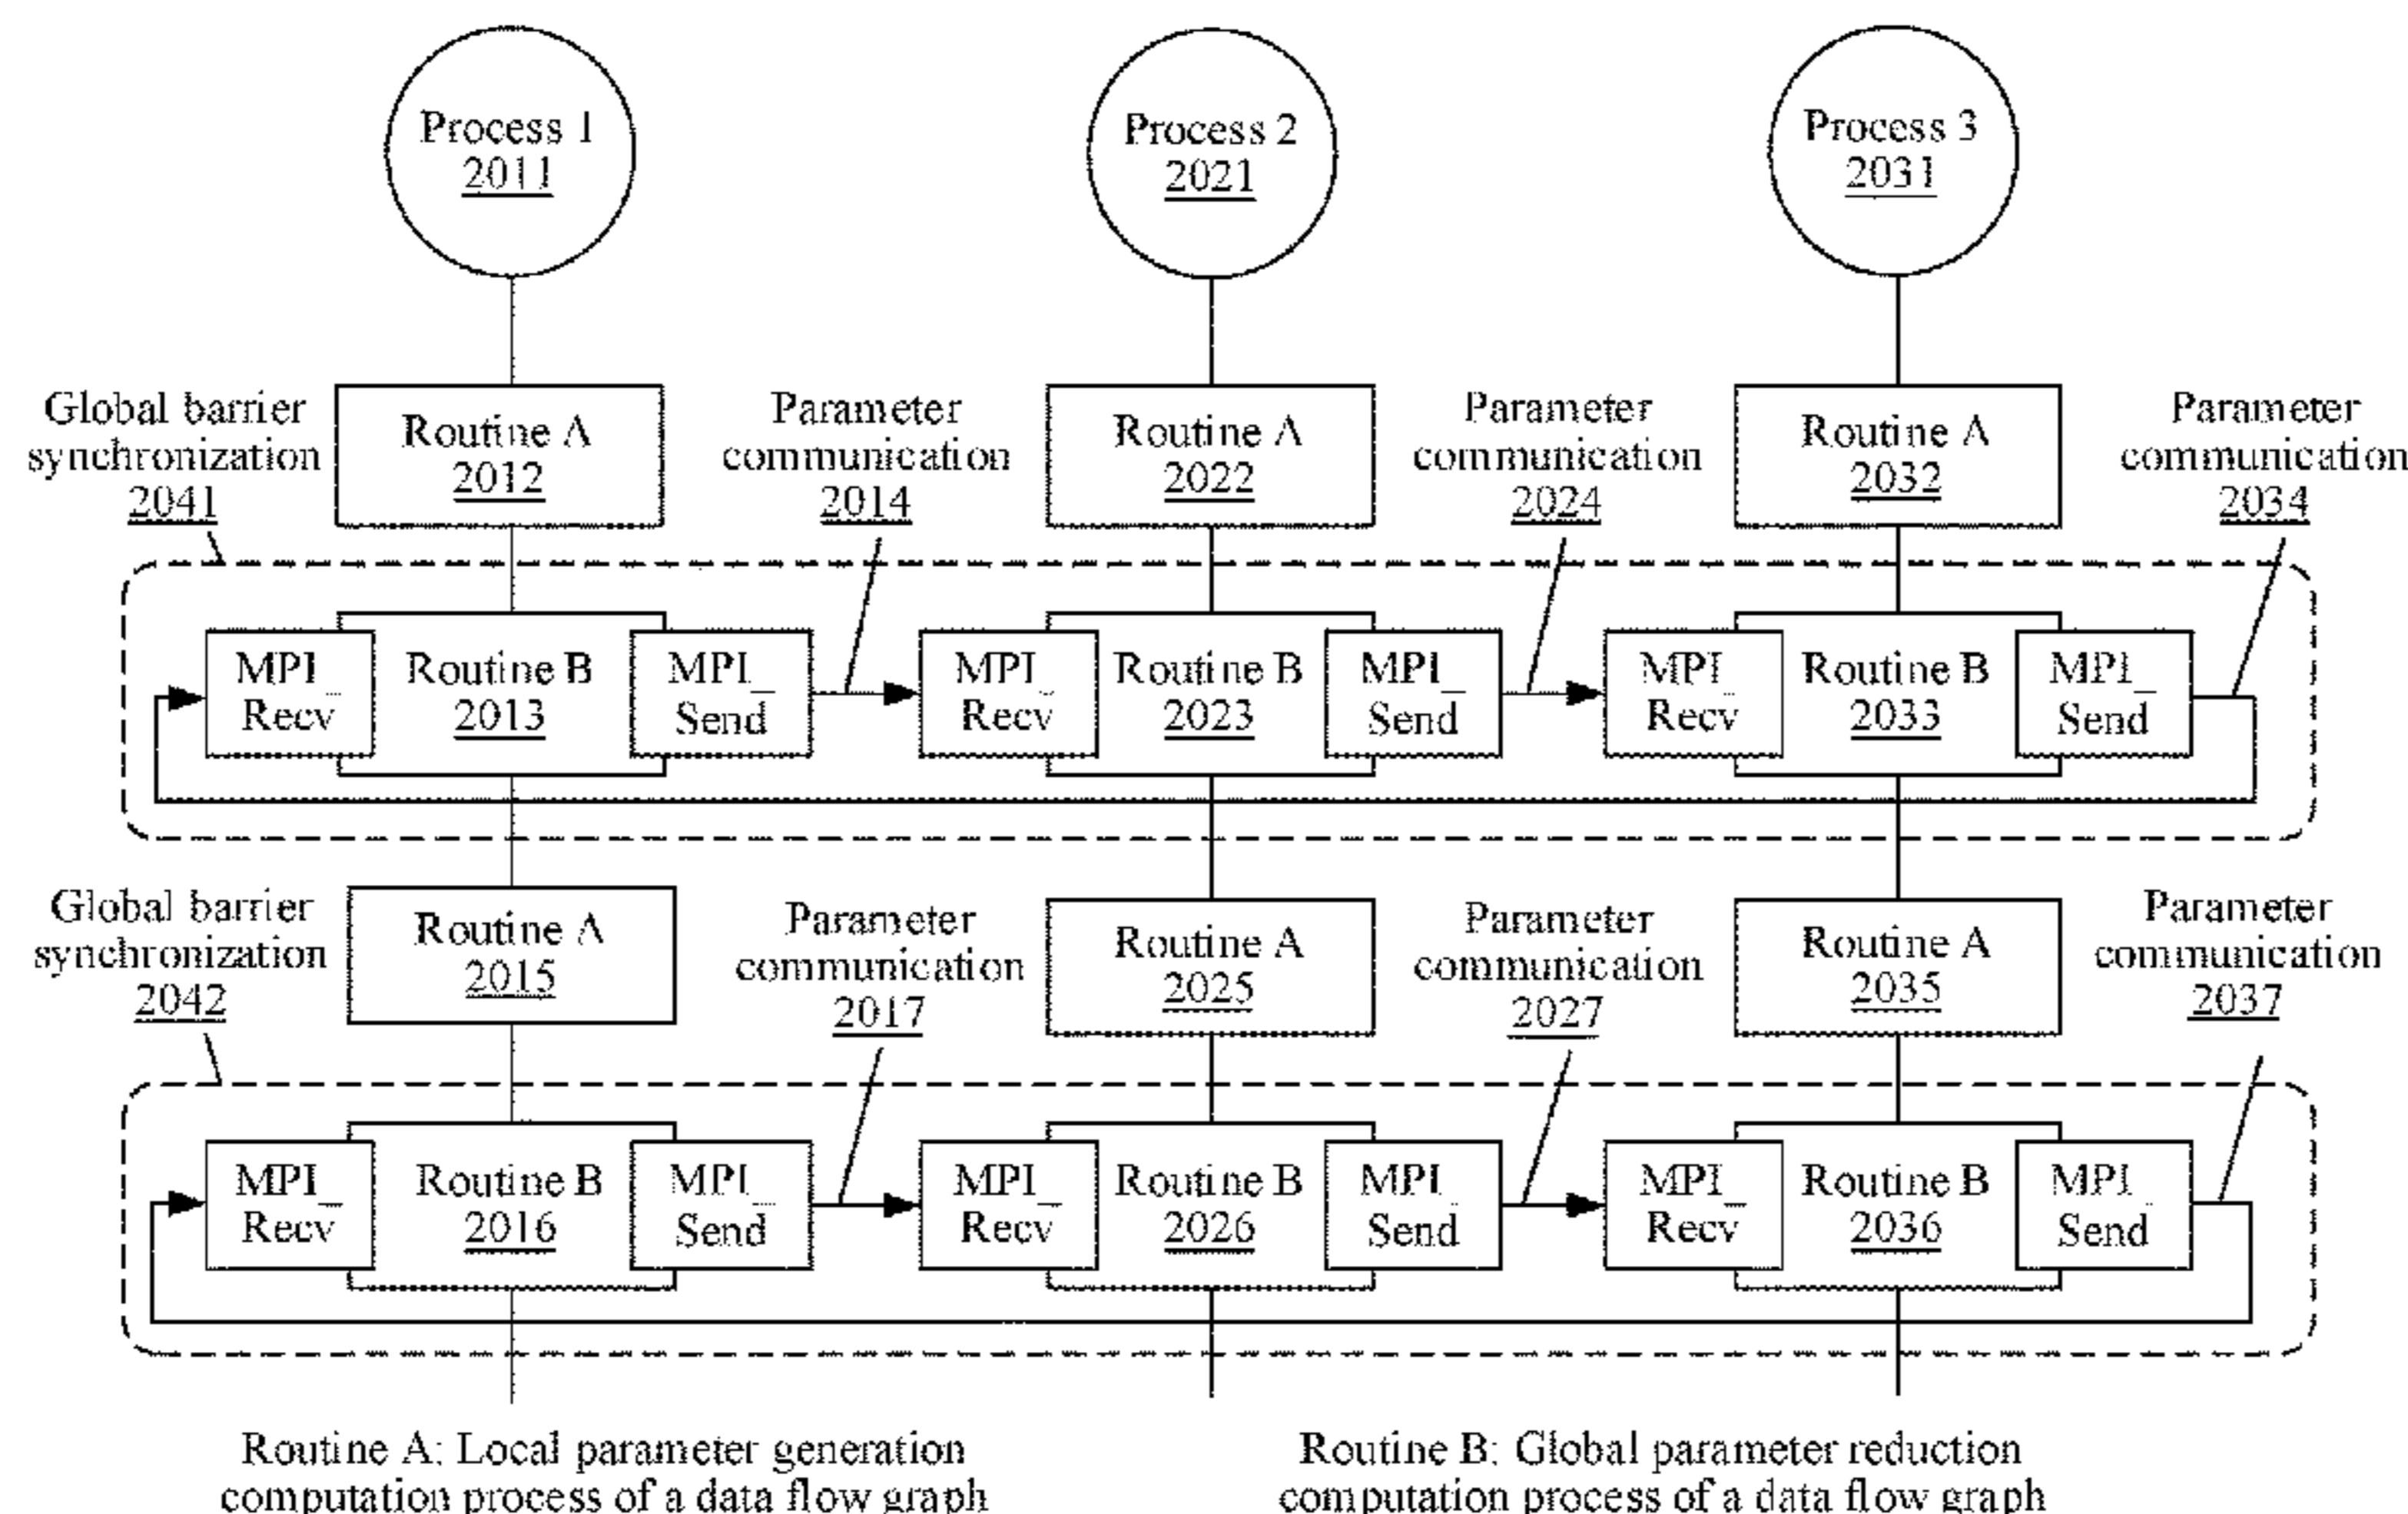 Process 1
2011
Process 2
2021
Process 3
2031
Global barrier
synchronization
2041
Routine A
2012
Parameter
communication
2014
Routine A
2022
Parameter
communication
2024
Routine A
2032
Parameter
communication
2034
MPI_
Recv
Routine B
2013
MPI_
Send
MPI_
Recv
Routine B
2023
MPI_
Send
MPI_
Recv
Routine B
2033
MPI_
Send
Global barrier
synchronization
2042
Routine A
2015
Parameter
communication
2017
Routine A
2025
Parameter
communication
2027
Routine A
2035
Parameter
communication
2037
MPI_
Recv
Routine B
2016
MPI_
Send
MPI_
Recv
Routine B
2026
MPI_
Send
MPI_
Recv
Routine B
2036
MPI_
Send
Routine A: Local parameter generation
computation process of a data flow graph
Routine B: Global parameter reduction
computation process of a data flow graph